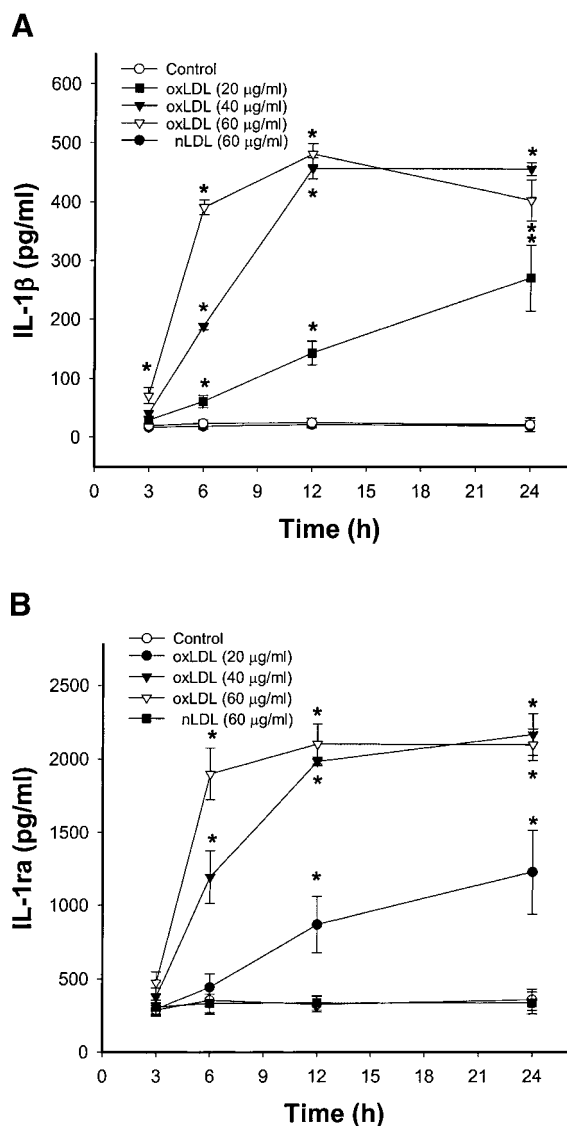 A
Control
oxLDL (20 µg/ml)
oxLDL (40 µg/ml)
oxLDL (60 µg/ml)
nLDL (60 µg/ml)
600
500
400
300
200
100
0
IL-1β (pg/ml)
* * * * * * * * * *
0 3 6 9 12 15 18 21 24
Time (h)
B
Control
oxLDL (20 µg/ml)
oxLDL (40 µg/ml)
oxLDL (60 µg/ml)
nLDL (60 µg/ml)
2500
2000
1500
1000
500
0
IL-1ra (pg/ml)
* * * * * * * *
0 3 6 9 12 15 18 21 24
Time (h)